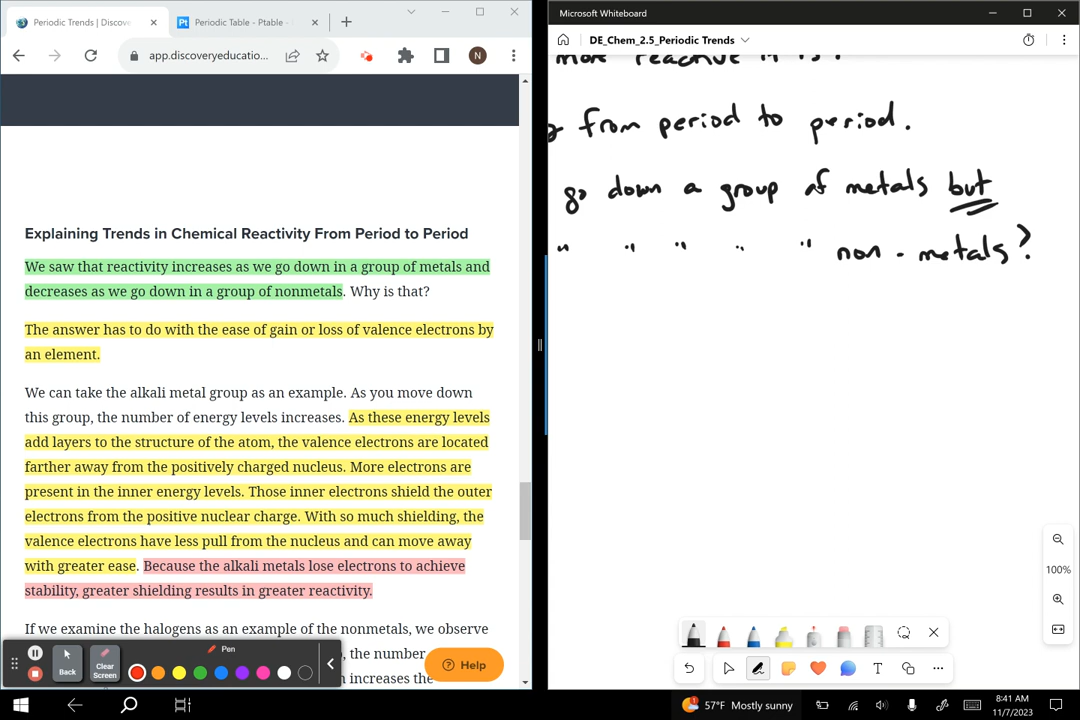 Periodic Trends | Discov
Periodic Table - Ptable -
app.discoveryeducatio...
N
Explaining Trends in Chemical Reactivity From Period to Period
We saw that reactivity increases as we go down in a group of metals and
decreases as we go down in a group of nonmetals. Why is that?
The answer has to do with the ease of gain or loss of valence electrons by
an element.
We can take the alkali metal group as an example. As you move down
this group, the number of energy levels increases. As these energy levels
add layers to the structure of the atom, the valence electrons are located
farther away from the positively charged nucleus. More electrons are
present in the inner energy levels. Those inner electrons shield the outer
electrons from the positive nuclear charge. With so much shielding, the
valence electrons have less pull from the nucleus and can move away
with greater ease. Because the alkali metals lose electrons to achieve
stability, greater shielding results in greater reactivity.
If we examine the halogens as an example of the nonmetals, we observe
, the number
increases the
Back
Clear
Screen
Pen
Help
Microsoft Whiteboard
DE_Chem_2.5_Periodic Trends
more reactive it is?
from period to period.
go down a group of metals but
" " " " " non-metals?
100%
57°F Mostly sunny
8:41 AM
11/7/2023